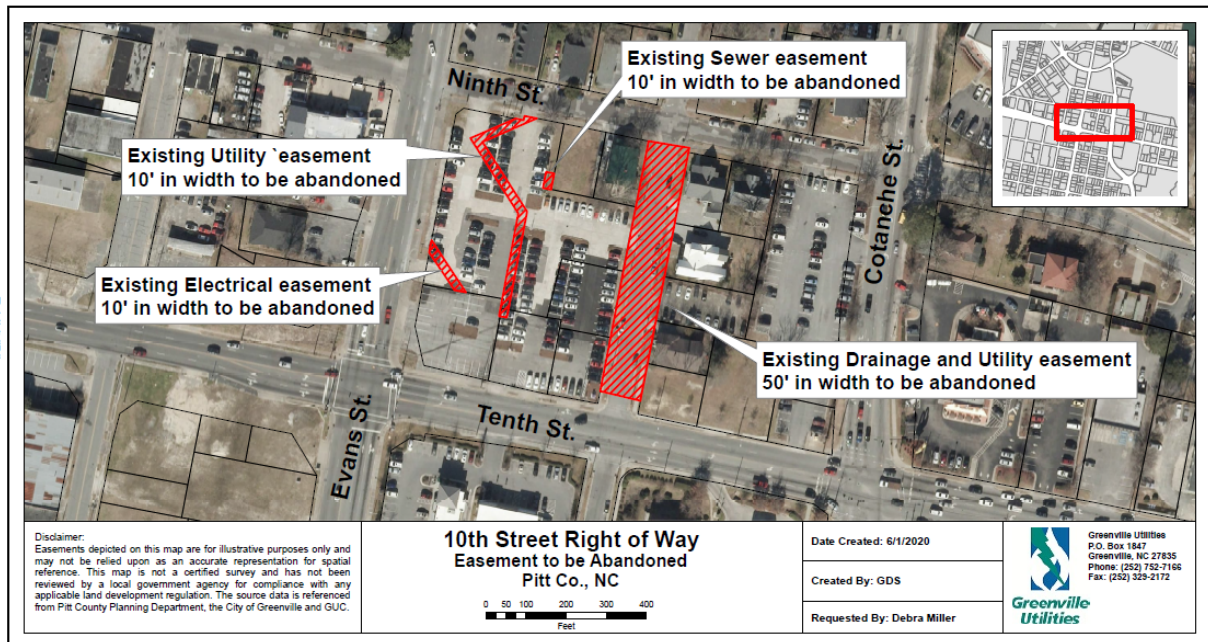 Existing Sewer easement
10' in width to be abandoned
Ninth St.
Existing Utility `easement
10' in width to be abandoned
Cotanche St.
Existing Electrical easement
10' in width to be abandoned
Existing Drainage and Utility easement
50' in width to be abandoned
Evans St.
Tenth St.
Disclaimer:
Easements depicted on this map are for illustrative purposes only and
may not be relied upon as an accurate representation for spatial
reference. This map is not a certified survey and has not been
reviewed by a local government agency for compliance with any
applicable land development regulation. The source data is referenced
from Pitt County Planning Department, the City of Greenville and GUC.
10th Street Right of Way
Easement to be Abandoned
Pitt Co., NC
0 50 100 200 300 400
Feet
Date Created: 6/1/2020
Created By: GDS
Requested By: Debra Miller
Greenville Utilities
P.O. Box 1847
Greenville, NC 27835
Phone: (252) 752-7166
Fax: (252) 329-2172
Greenville
Utilities